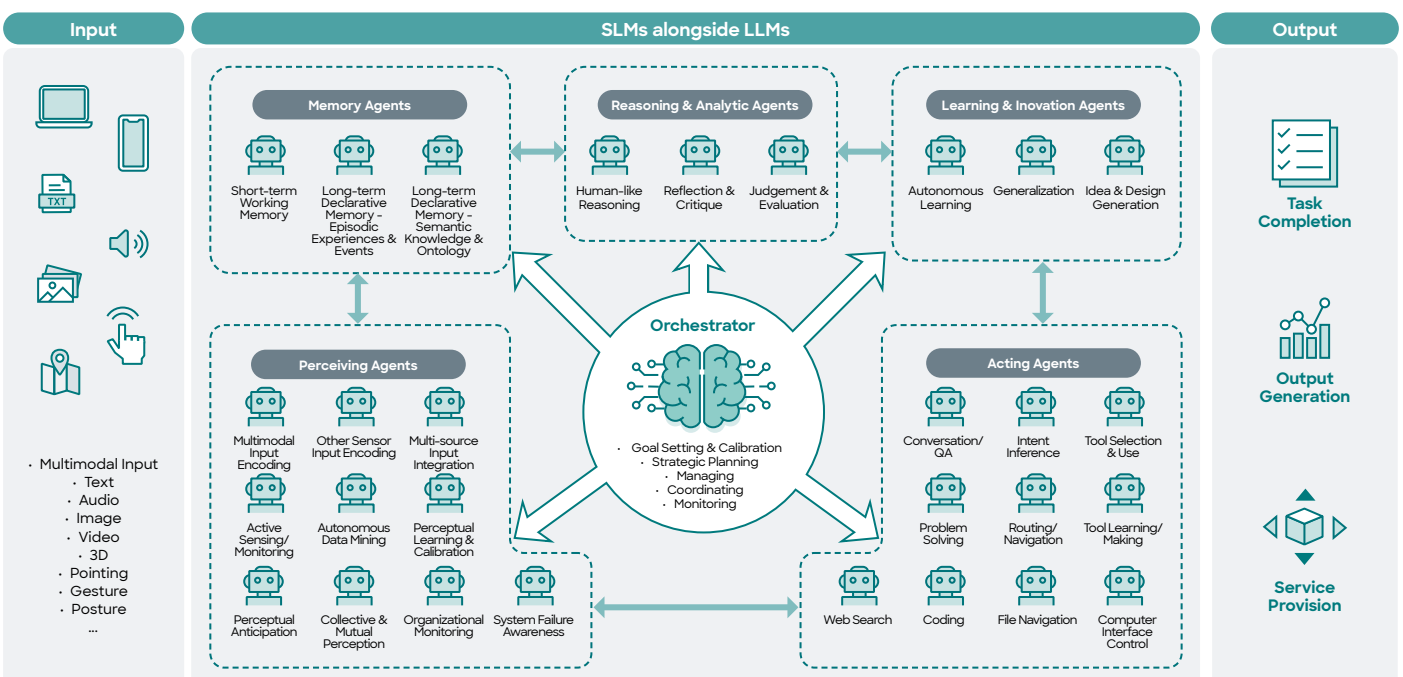 Input
SLMs alongside LLMs
Output
TXT
· Multimodal Input
· Text
· Audio
· Image
· Video
· 3D
· Pointing
· Gesture
· Posture
...
Memory Agents
Short-term
Working
Memory
Long-term
Declarative
Memory -
Episodic
Experiences &
Events
Long-term
Declarative
Memory -
Semantic
Knowledge &
Ontology
Reasoning & Analytic Agents
Human-like
Reasoning
Reflection &
Critique
Judgement &
Evaluation
Learning & Inovation Agents
Autonomous
Learning
Generalization
Idea & Design
Generation
Orchestrator
· Goal Setting & Calibration
· Strategic Planning
· Managing
· Coordinating
· Monitoring
Perceiving Agents
Multimodal
Input
Encoding
Other Sensor
Input Encoding
Multi-source
Input
Integration
Active
Sensing/
Monitoring
Autonomous
Data Mining
Perceptual
Learning &
Calibration
Perceptual
Anticipation
Collective &
Mutual
Perception
Organizational
Monitoring
System Failure
Awareness
Acting Agents
Conversation/
QA
Intent
Inference
Tool Selection
& Use
Problem
Solving
Routing/
Navigation
Tool Learning/
Making
Web Search
Coding
File Navigation
Computer
Interface
Control
Task
Completion
Output
Generation
Service
Provision